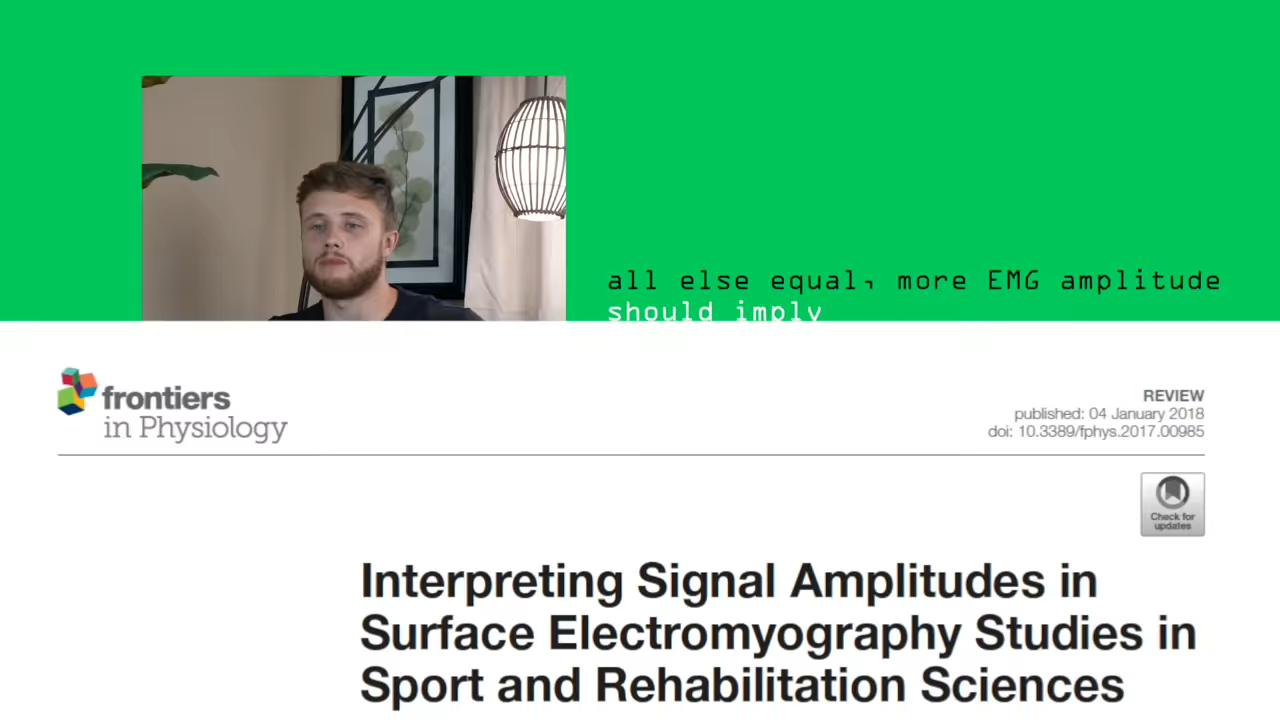 all else equal, more EMG amplitude
should imply
frontiers
in Physiology
REVIEW
published: 04 January 2018
doi: 10.3389/fphys.2017.00985
Check for
updates
Interpreting Signal Amplitudes in
Surface Electromyography Studies in
Sport and Rehabilitation Sciences